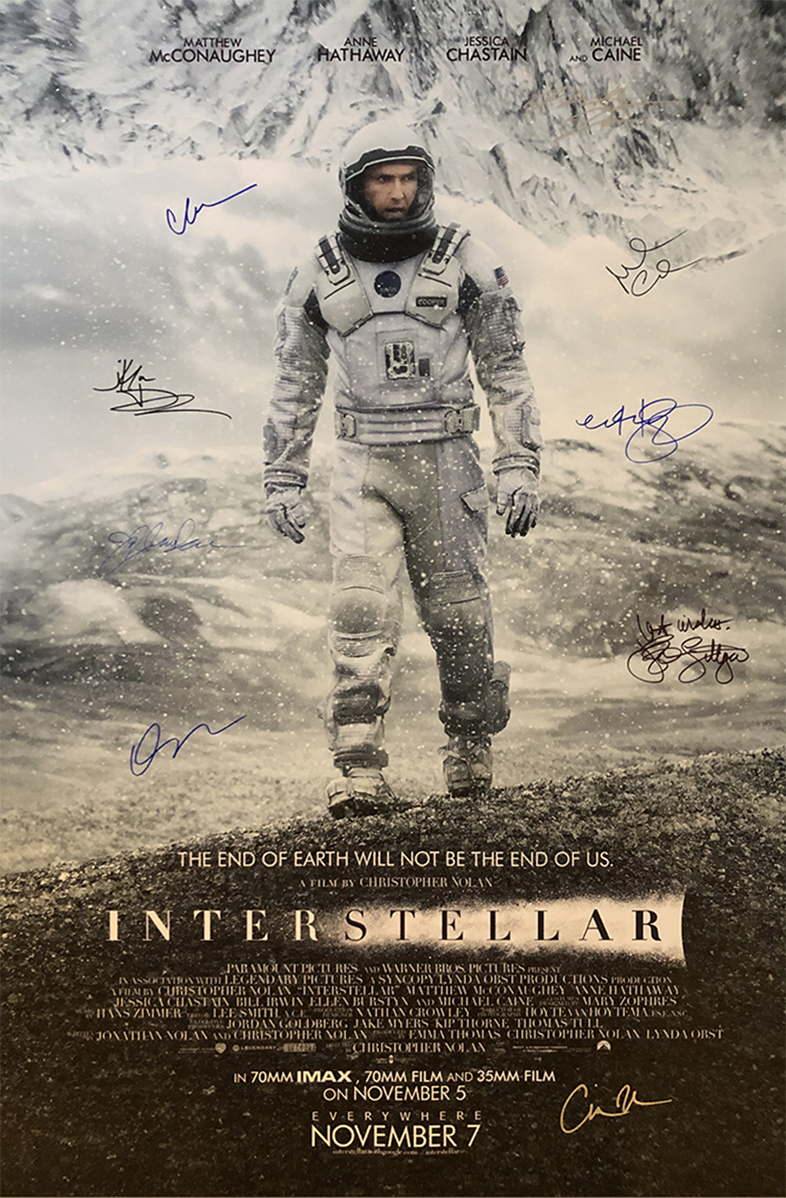 MATTHEW McCONAUGHEY ANNE HATHAWAY JESSICA CHASTAIN AND MICHAEL CAINE
COOPER
best wishes.
THE END OF EARTH WILL NOT BE THE END OF US.
A FILM BY CHRISTOPHER NOLAN
INTERSTELLAR
PARAMOUNT PICTURES AND WARNER BROS. PICTURES PRESENT
IN ASSOCIATION WITH LEGENDARY PICTURES A SYNCOPY/LYNDA OBST PRODUCTIONS PRODUCTION
A FILM BY CHRISTOPHER NOLAN "INTERSTELLAR" MATTHEW McCONAUGHEY ANNE HATHAWAY
JESSICA CHASTAIN BILL IRWIN ELLEN BURSTYN AND MICHAEL CAINE MARY ZOPHRES
HANS ZIMMER LEE SMITH, A.C.E. NATHAN CROWLEY HOYTE VAN HOYTEMA
JORDAN GOLDBERG JAKE MYERS KIP THORNE THOMAS TULL
JONATHAN NOLAN AND CHRISTOPHER NOLAN EMMA THOMAS CHRISTOPHER NOLAN LYNDA OBST
CHRISTOPHER NOLAN
IN 70MM IMAX, 70MM FILM AND 35MM FILM
ON NOVEMBER 5
EVERYWHERE
NOVEMBER 7